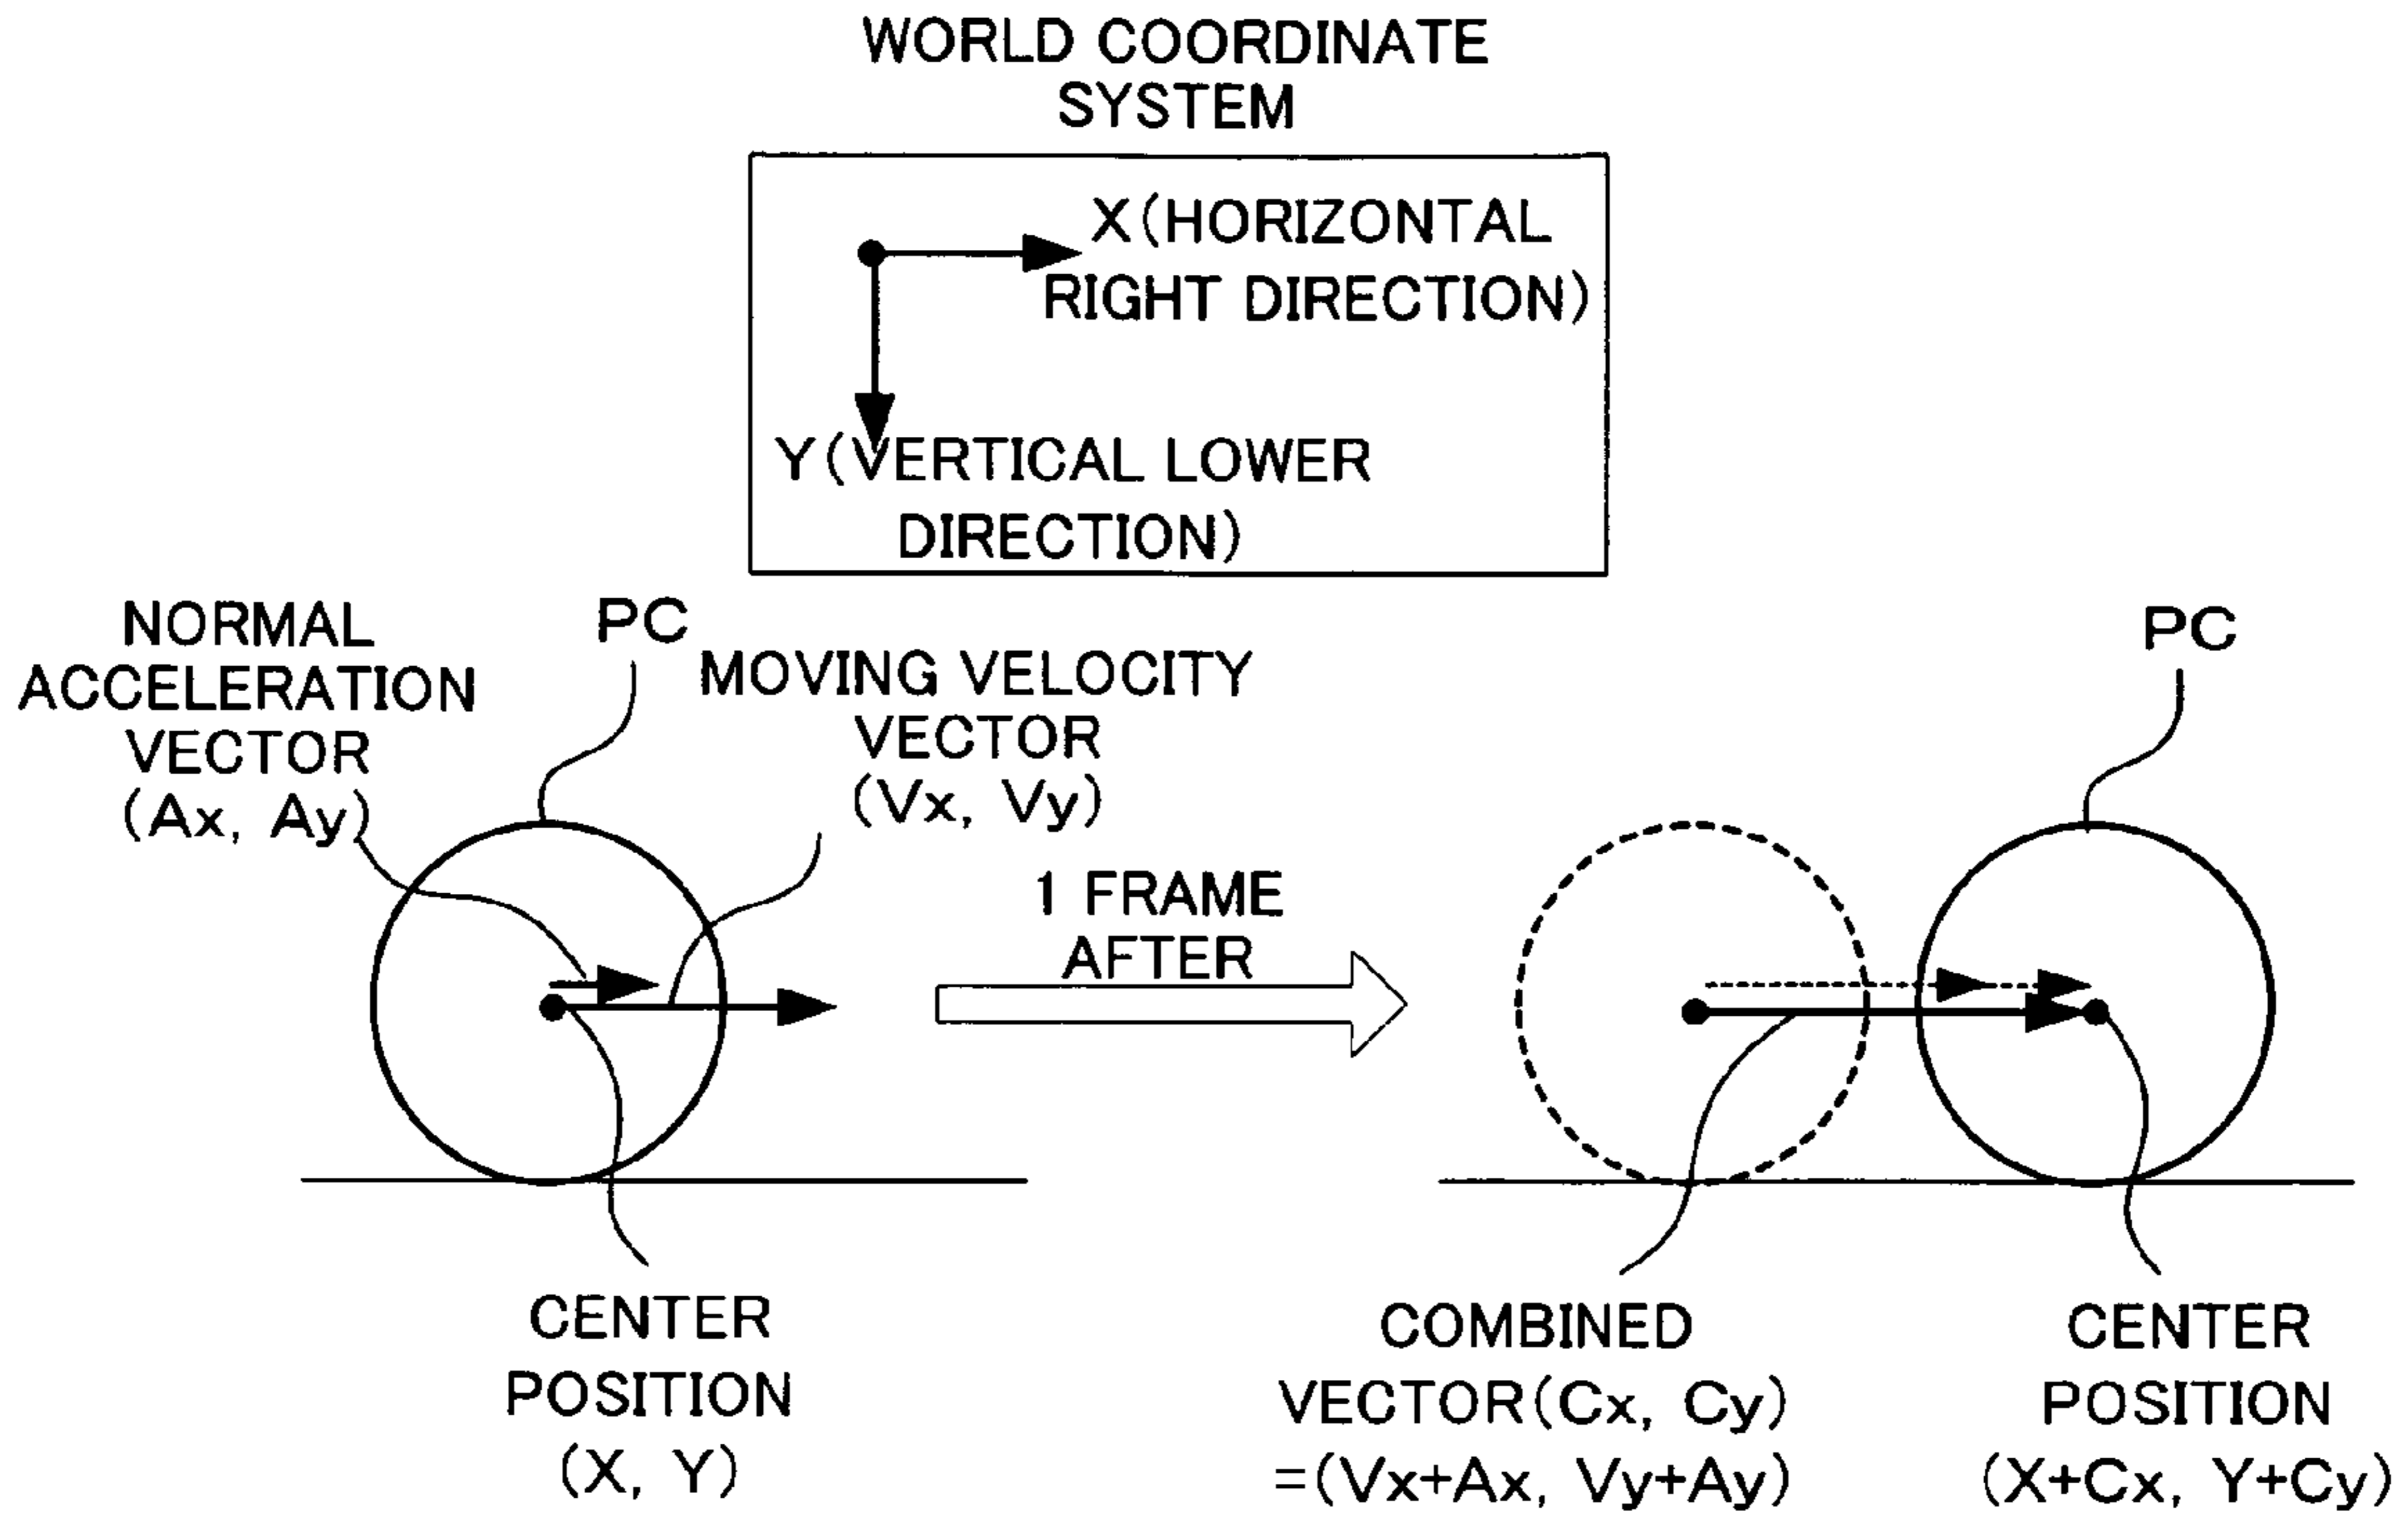 WORLD COORDINATE
SYSTEM
X(HORIZONTAL
RIGHT DIRECTION)
Y(VERTICAL LOWER
DIRECTION)
NORMAL
ACCELERATION
VECTOR
(Ax, Ay)
PC
MOVING VELOCITY
VECTOR
(Vx, Vy)
1 FRAME
AFTER
PC
CENTER
POSITION
(X, Y)
COMBINED
VECTOR(Cx, Cy)
=(Vx+Ax, Vy+Ay)
CENTER
POSITION
(X+Cx, Y+Cy)